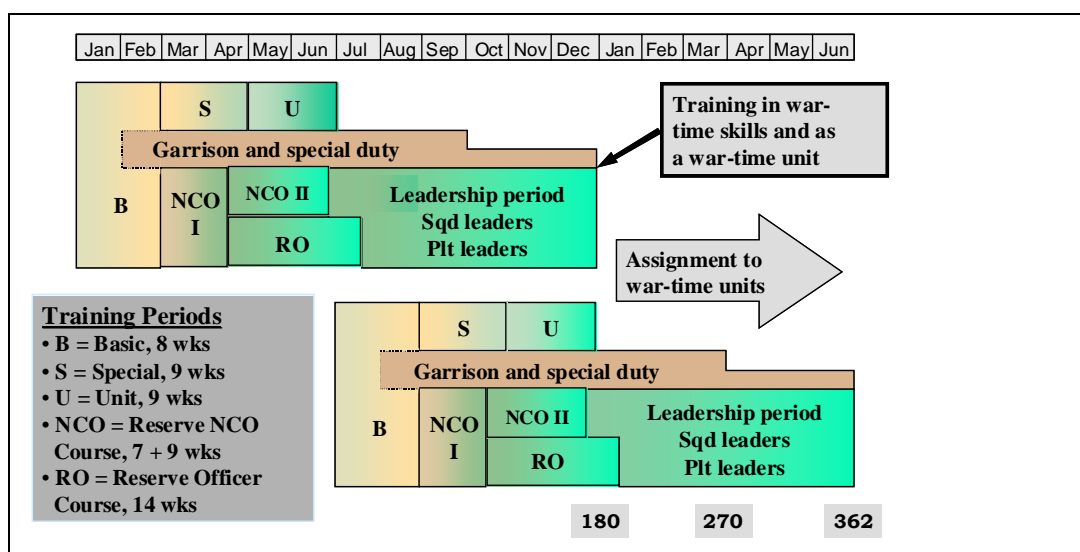 Jan Feb Mar Apr May Jun Jul Aug Sep Oct Nov Dec Jan Feb Mar Apr May Jun
S U
Training in war-
time skills and as
a war-time unit
Garrison and special duty
B
NCO
I
NCO II
RO
Leadership period
Sqd leaders
Plt leaders
Assignment to
war-time units
Training Periods
• B = Basic, 8 wks
• S = Special, 9 wks
• U = Unit, 9 wks
• NCO = Reserve NCO
Course, 7 + 9 wks
• RO = Reserve Officer
Course, 14 wks
S U
Garrison and special duty
B
NCO
I
NCO II
RO
Leadership period
Sqd leaders
Plt leaders
180 270 362